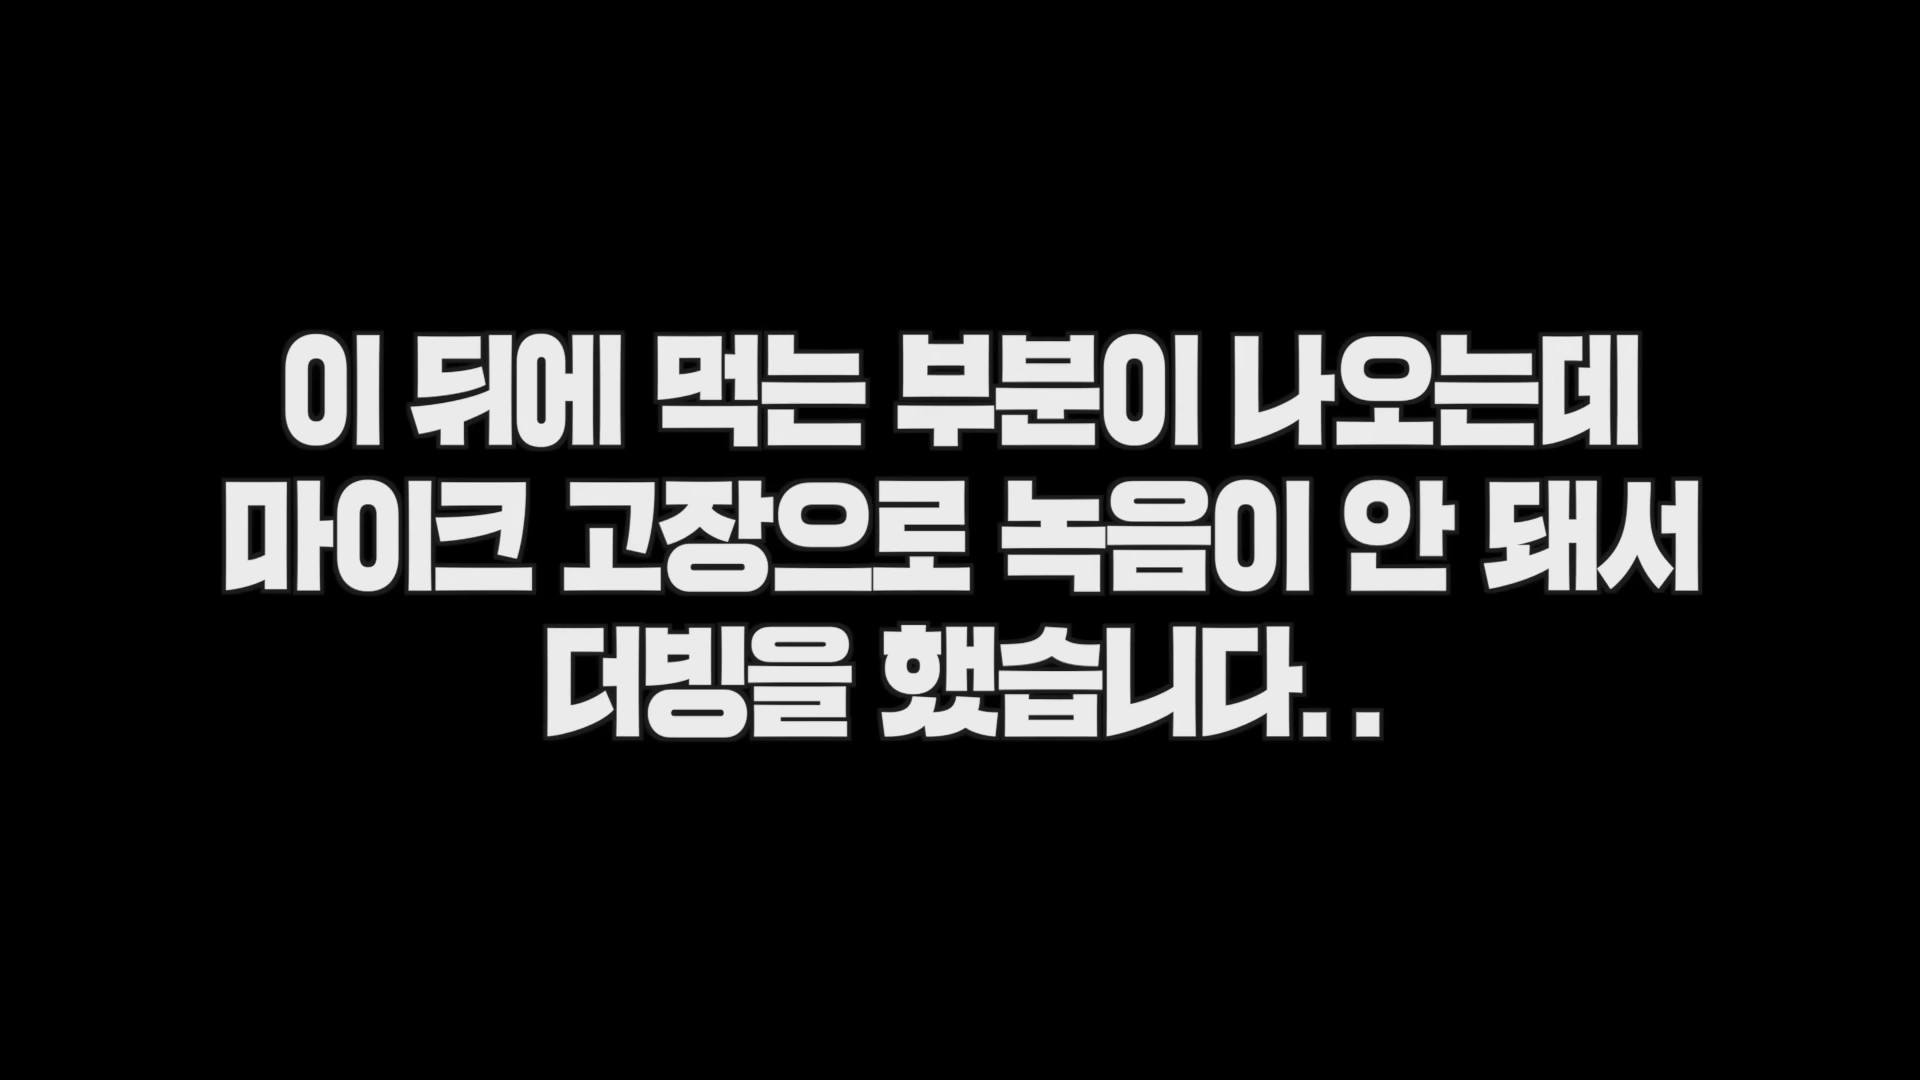 이 뒤에 먹는 부분이 나오는데
마이크 고장으로 녹음이 안 돼서
더빙을 했습니다..